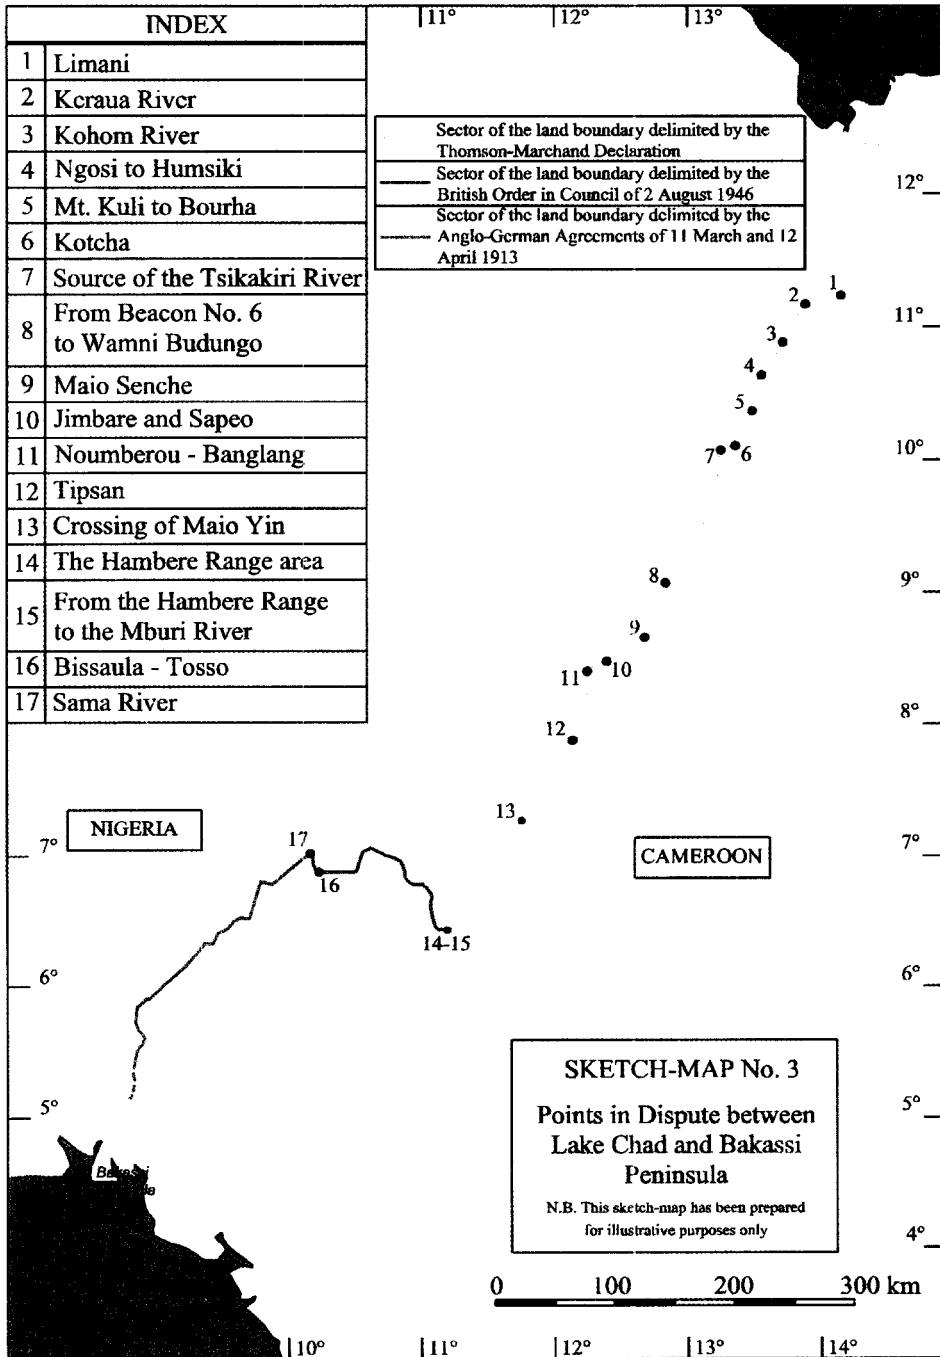 INDEX
1 Limani
2 Keraua River
3 Kohom River
4 Ngosi to Humsiki
5 Mt. Kuli to Bourha
6 Kotcha
7 Source of the Tsikakiri River
8 From Beacon No. 6
to Wamni Budungo
9 Maio Senche
10 Jimbare and Sapeo
11 Noumberou - Banglang
12 Tipsan
13 Crossing of Maio Yin
14 The Hambere Range area
15 From the Hambere Range
to the Mburi River
16 Bissaula - Tosso
17 Sama River
11° 12° 13°
Sector of the land boundary delimited by the
Thomson-Marchand Declaration
Sector of the land boundary delimited by the
British Order in Council of 2 August 1946
Sector of the land boundary delimited by the
Anglo-German Agreements of 11 March and 12
April 1913
12°
1
2
11°
3
4
5
6
7
10°
8
9°
9
10
11
8°
12
13
NIGERIA
CAMEROON
7°
7°
17
16
14-15
6°
6°
5°
5°
Bakassi
SKETCH-MAP No. 3
Points in Dispute between
Lake Chad and Bakassi
Peninsula
N.B. This sketch-map has been prepared
for illustrative purposes only
4°
0 100 200 300 km
10° 11° 12° 13° 14°